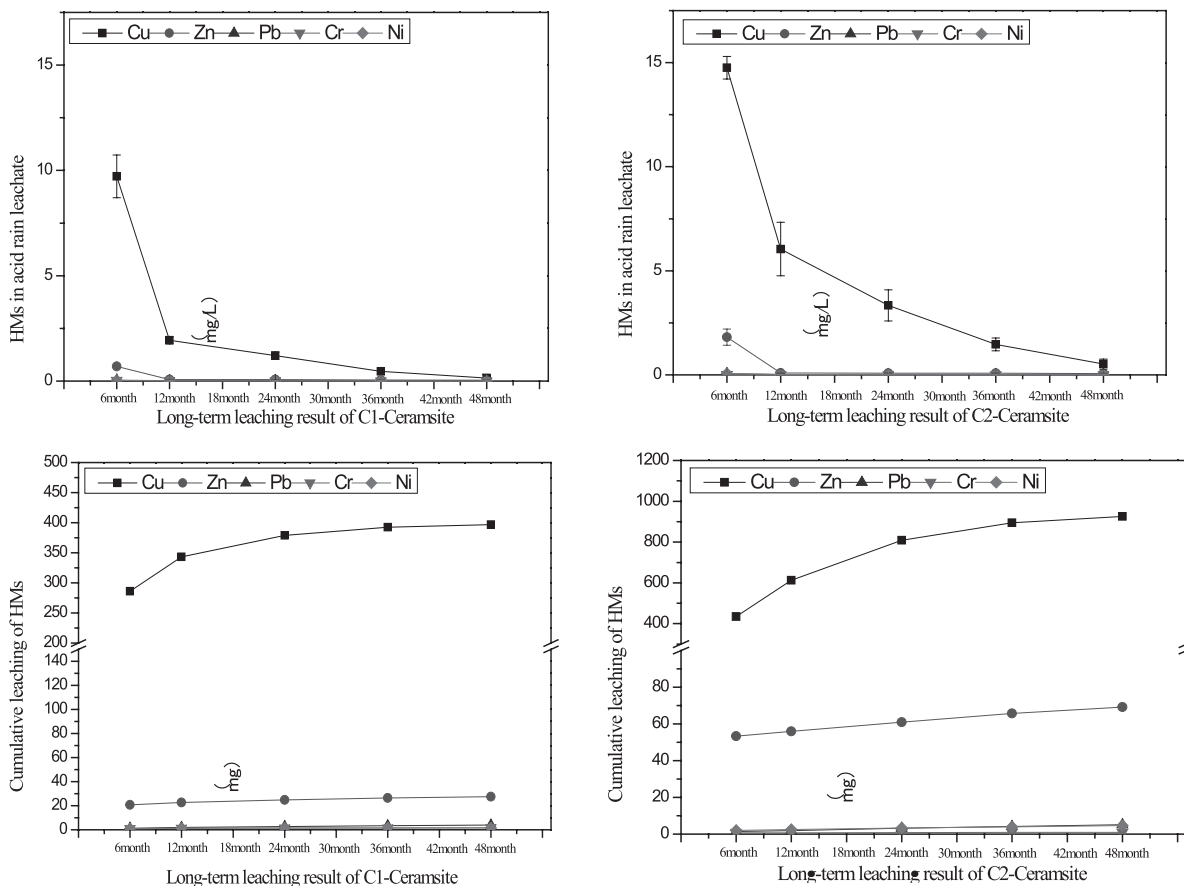 Cu Zn Pb Cr Ni
15
10
5
0
HMs in acid rain leachate
(mg/L)
6month 12month 18month 24month 30month 36month 42month 48month
Long-term leaching result of C1-Ceramsite
Cu Zn Pb Cr Ni
15
10
5
0
HMs in acid rain leachate
(mg/L)
6month 12month 18month 24month 30month 36month 42month 48month
Long-term leaching result of C2-Ceramsite
Cu Zn Pb Cr Ni
500
450
400
350
300
250
200
140
120
100
80
60
40
20
0
Cumulative leaching of HMs
(mg)
6month 12month 18month 24month 30month 36month 42month 48month
Long-term leaching result of C1-Ceramsite
Cu Zn Pb Cr Ni
1200
1000
800
600
400
80
60
40
20
0
Cumulative leaching of HMs
(mg)
6month 12month 18month 24month 30month 36month 42month 48month
Long-term leaching result of C2-Ceramsite